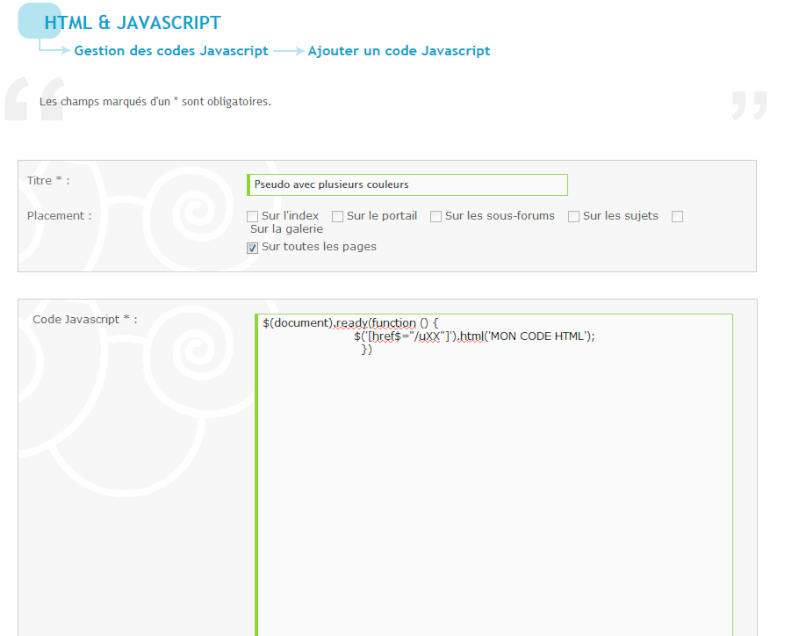 HTML & JAVASCRIPT
Gestion des codes Javascript → Ajouter un code Javascript
Les champs marqués d'un * sont obligatoires.
Titre * :
Pseudo avec plusieurs couleurs
Placement :
Sur l'index Sur le portail Sur les sous-forums Sur les sujets
Sur la galerie
Sur toutes les pages
Code Javascript * :
$(document).ready(function () {
$('[href$="/uXX"]').html('MON CODE HTML');
})